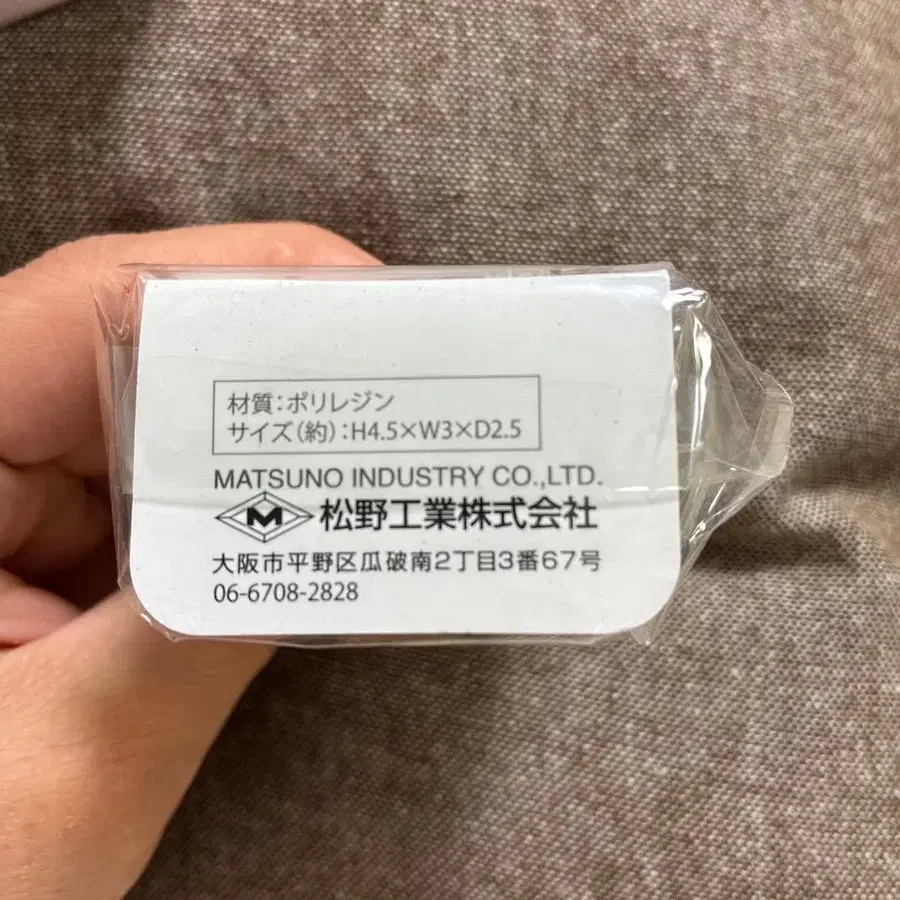 材質:ポリレジン
サイズ(約):H4.5×W3×D2.5
MATSUNO INDUSTRY CO.,LTD.
M 松野工業株式会社
大阪市平野区瓜破南2丁目3番67号
06-6708-2828